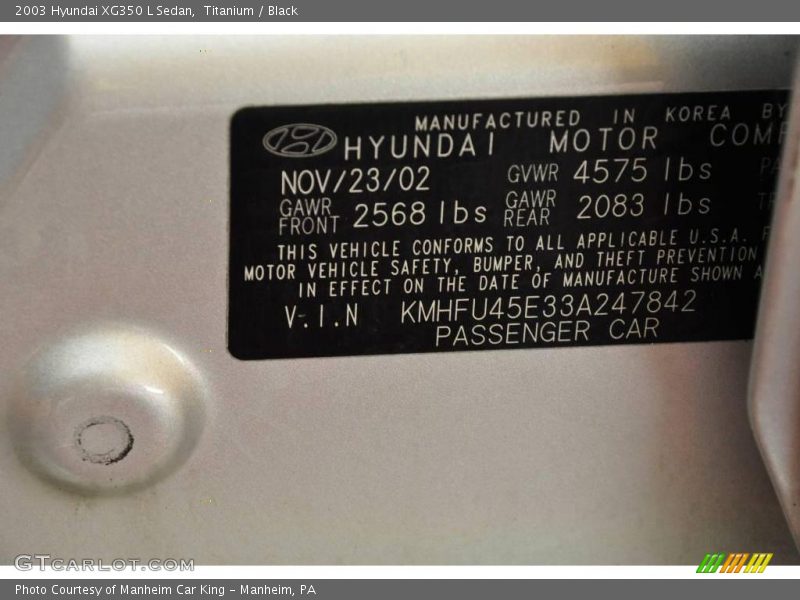 2003 Hyundai XG350 L Sedan, Titanium / Black
MANUFACTURED IN KOREA BY
HYUNDAI MOTOR
NOV/23/02 GVWR 4575 lbs
GAWR FRONT 2568 lbs GAWR REAR 2083 lbs
THIS VEHICLE CONFORMS TO ALL APPLICABLE U.S.A.
MOTOR VEHICLE SAFETY, BUMPER, AND THEFT PREVENTION
IN EFFECT ON THE DATE OF MANUFACTURE SHOWN
V.I.N KMHFU45E33A247842
PASSENGER CAR
GTCARLOT.COM
Photo Courtesy of Manheim Car King - Manheim, PA